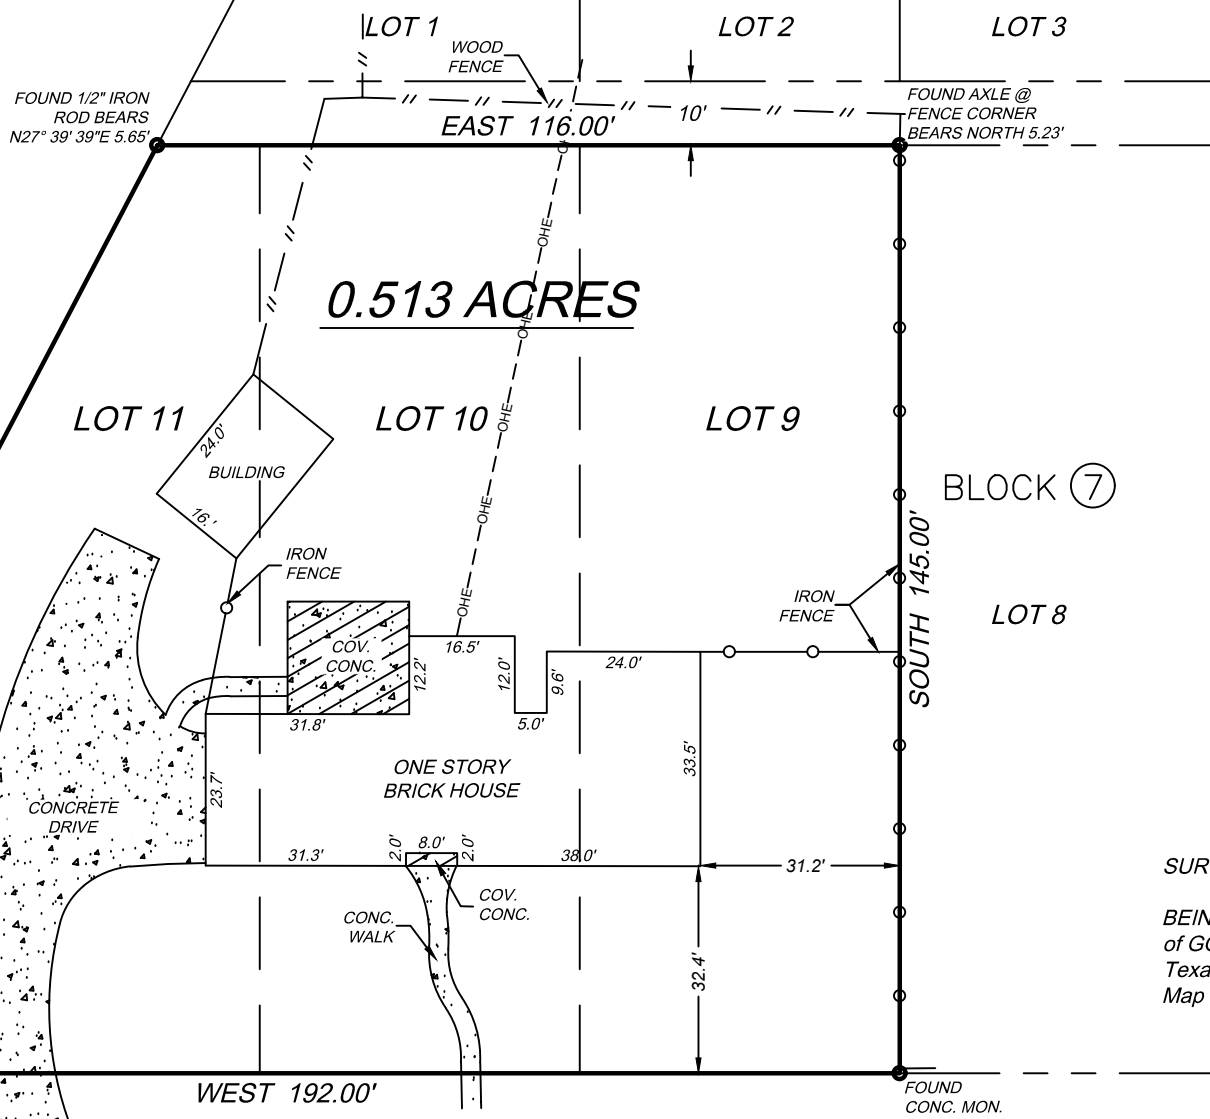 LOT 1
LOT 2
LOT 3
WOOD
FENCE
FOUND 1/2" IRON
ROD BEARS
N27° 39' 39"E 5.65'
10'
FOUND AXLE @
FENCE CORNER
BEARS NORTH 5.23'
EAST 116.00'
OHE
OHE
0.513 ACRES
OHE
LOT 11
LOT 10
OHE
LOT 9
24.0'
BUILDING
16.'
OHE
BLOCK 7
SOUTH 145.00'
IRON
FENCE
IRON
FENCE
LOT 8
OHE
COV.
CONC.
16.5'
12.2'
12.0'
9.6'
24.0'
31.8'
5.0'
33.5'
23.7'
ONE STORY
BRICK HOUSE
CONCRETE
DRIVE
31.3'
2.0'
8.0'
2.0'
38.0'
31.2'
COV.
CONC.
CONC.
WALK
32.4'
SUR
BEIN
of GO
Texa
Map
WEST 192.00'
FOUND
CONC. MON.